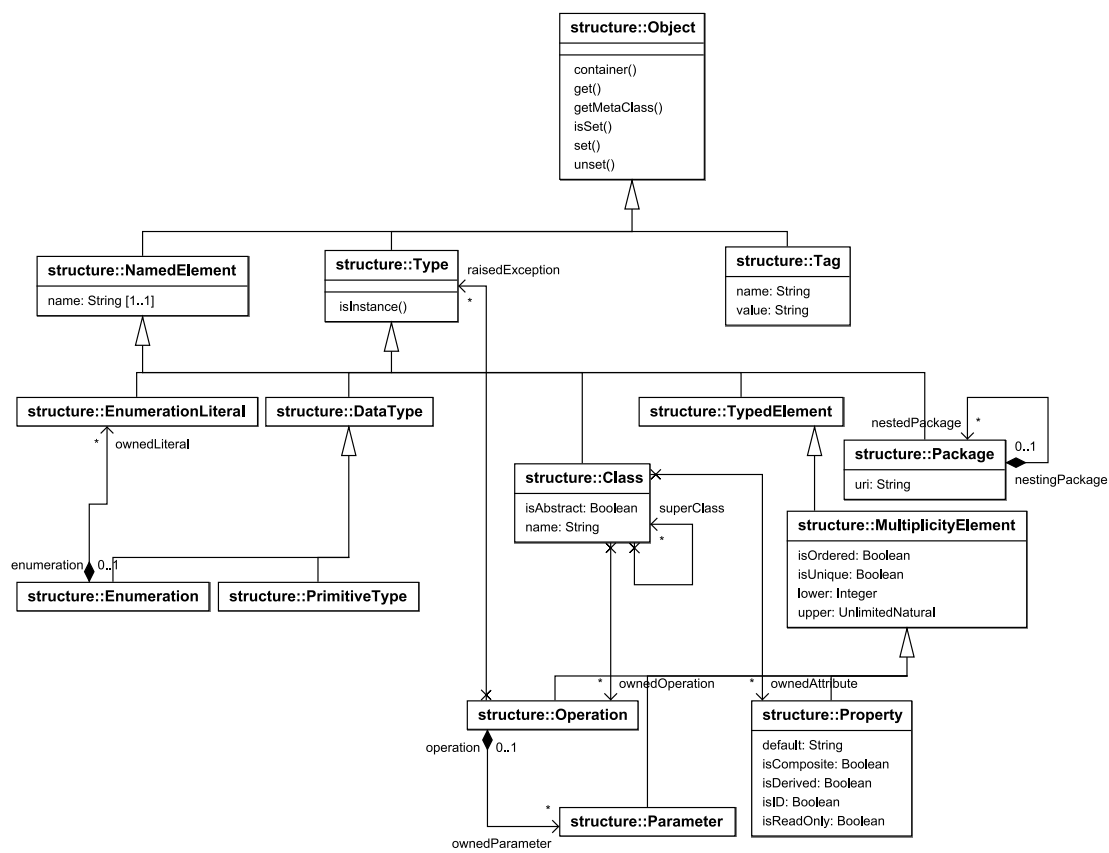 structure::Object
container()
get()
getMetaClass()
isSet()
set()
unset()
structure::NamedElement
name: String [1..1]
structure::Type
isInstance()
raisedException
*
structure::Tag
name: String
value: String
structure::EnumerationLiteral
* ownedLiteral
structure::DataType
structure::TypedElement
nestedPackage *
structure::Package
uri: String
0..1
nestingPackage
structure::Class
isAbstract: Boolean
name: String
superClass
*
structure::MultiplicityElement
isOrdered: Boolean
isUnique: Boolean
lower: Integer
upper: UnlimitedNatural
enumeration 0..1
structure::Enumeration
structure::PrimitiveType
* ownedOperation
* ownedAttribute
structure::Operation
operation 0..1
structure::Property
default: String
isComposite: Boolean
isDerived: Boolean
isID: Boolean
isReadOnly: Boolean
*
ownedParameter
structure::Parameter